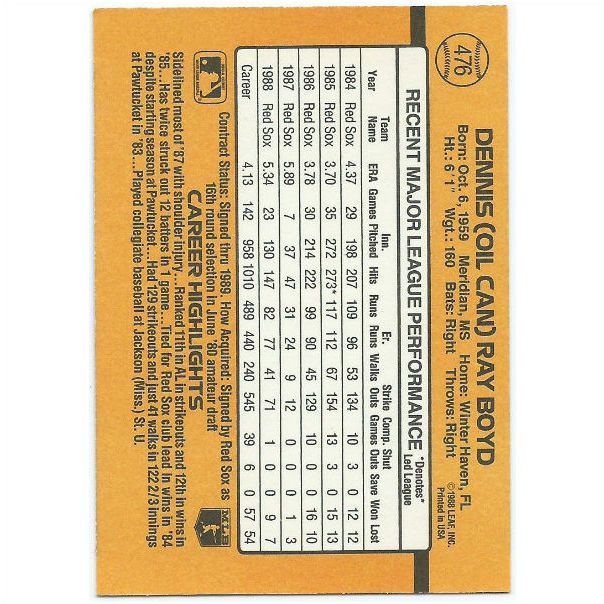 476
DENNIS (OIL CAN) RAY BOYD
Born: Oct. 6, 1959 Meridian, MS Home: Winter Haven, FL
Ht.: 6'1" Wgt.: 160 Bats: Right Throws: Right
©1988 LEAF, INC.
Printed in USA
RECENT MAJOR LEAGUE PERFORMANCE *Denotes Led League
Year Team Name ERA Games Inn. Pitched Hits Runs Er. Runs Walks Strike Outs Comp. Games Shut Outs Save Won Lost
1984 Red Sox 4.37 29 198 207 109 96 53 134 10 3 0 12 12
1985 Red Sox 3.70 35 272 273* 117 112 67 154 13 3 0 15 13
1986 Red Sox 3.78 30 214 222 99 90 45 129 10 0 0 16 10
1987 Red Sox 5.89 7 37 47 31 24 9 12 0 0 0 1 3
1988 Red Sox 5.34 23 130 147 82 77 41 71 1 0 0 9 7
Career 4.13 142 958 1010 489 440 240 545 39 6 0 57 54
Contract Status: Signed thru 1989. How Acquired: Signed by Red Sox as
16th round selection in June '80 amateur draft
CAREER HIGHLIGHTS
Sidelined most of '87 with shoulder injury...Ranked 11th in AL in strikeouts and 12th in wins in
'85...Has twice struck out 12 batters in 1 game...Tied for Red Sox club lead in wins in '84
despite starting season at Pawtucket...Had 129 strikeouts and just 41 walks in 122 2/3 innings
at Pawtucket in '83...Played collegiate baseball at Jackson (Miss.) St. U.